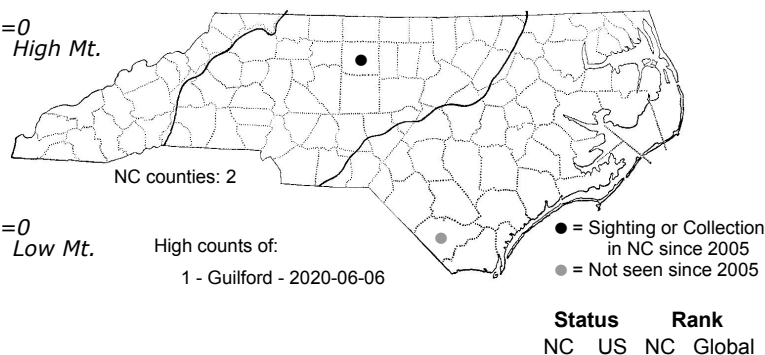 =0
High Mt.
NC counties: 2
=0
Low Mt.
High counts of:
1 - Guilford - 2020-06-06
● = Sighting or Collection
in NC since 2005
● = Not seen since 2005
Status Rank
NC US NC Global